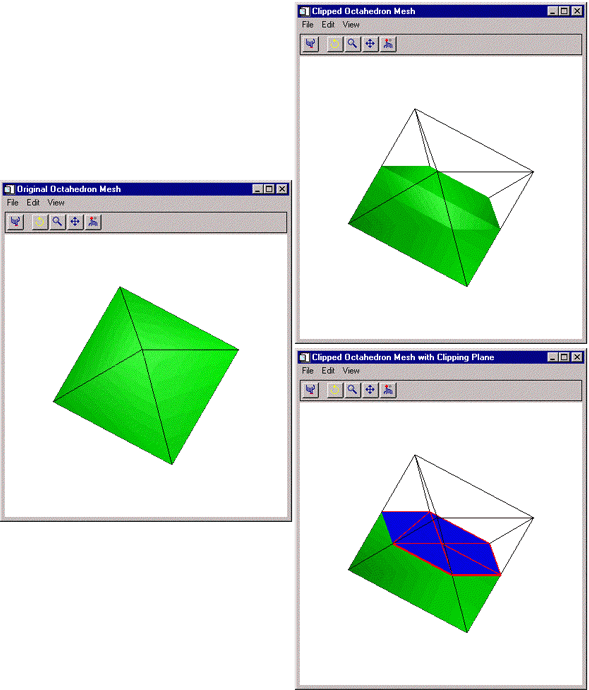 Clipped Octahedron Mesh
File Edit View
Original Octahedron Mesh
File Edit View
Clipped Octahedron Mesh with Clipping Plane
File Edit View